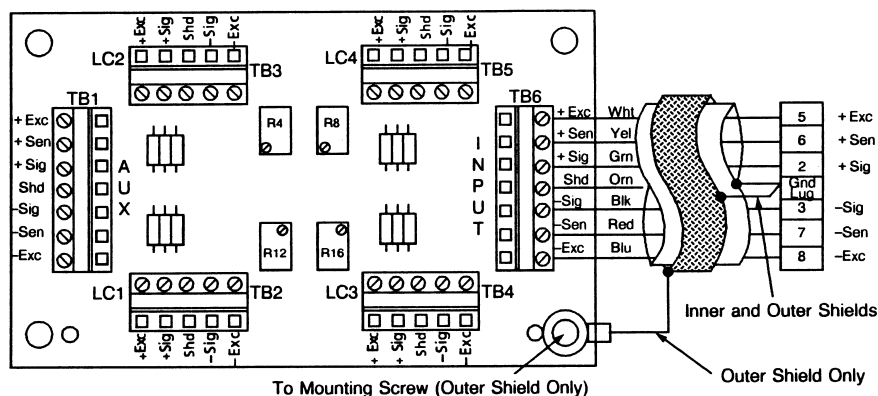 +Exc +Sig Shd -Sig -Exc
+Exc +Sig Shd -Sig -Exc
LC2 TB3
LC4 TB5
TB1
TB6
+Exc
+Sen
+Sig
Shd
-Sig
-Sen
-Exc
AUX
R4
R8
R12
R16
INPUT
+Exc Wht 5 +Exc
+Sen Yel 6 +Sen
+Sig Grn 2 +Sig
Shd Orn Gnd Lug
-Sig Blk 3 -Sig
-Sen Red 7 -Sen
-Exc Blu 8 -Exc
LC1 TB2
LC3 TB4
+Exc +Sig Shd -Sig -Exc
+Exc +Sig Shd -Sig -Exc
Inner and Outer Shields
Outer Shield Only
To Mounting Screw (Outer Shield Only)